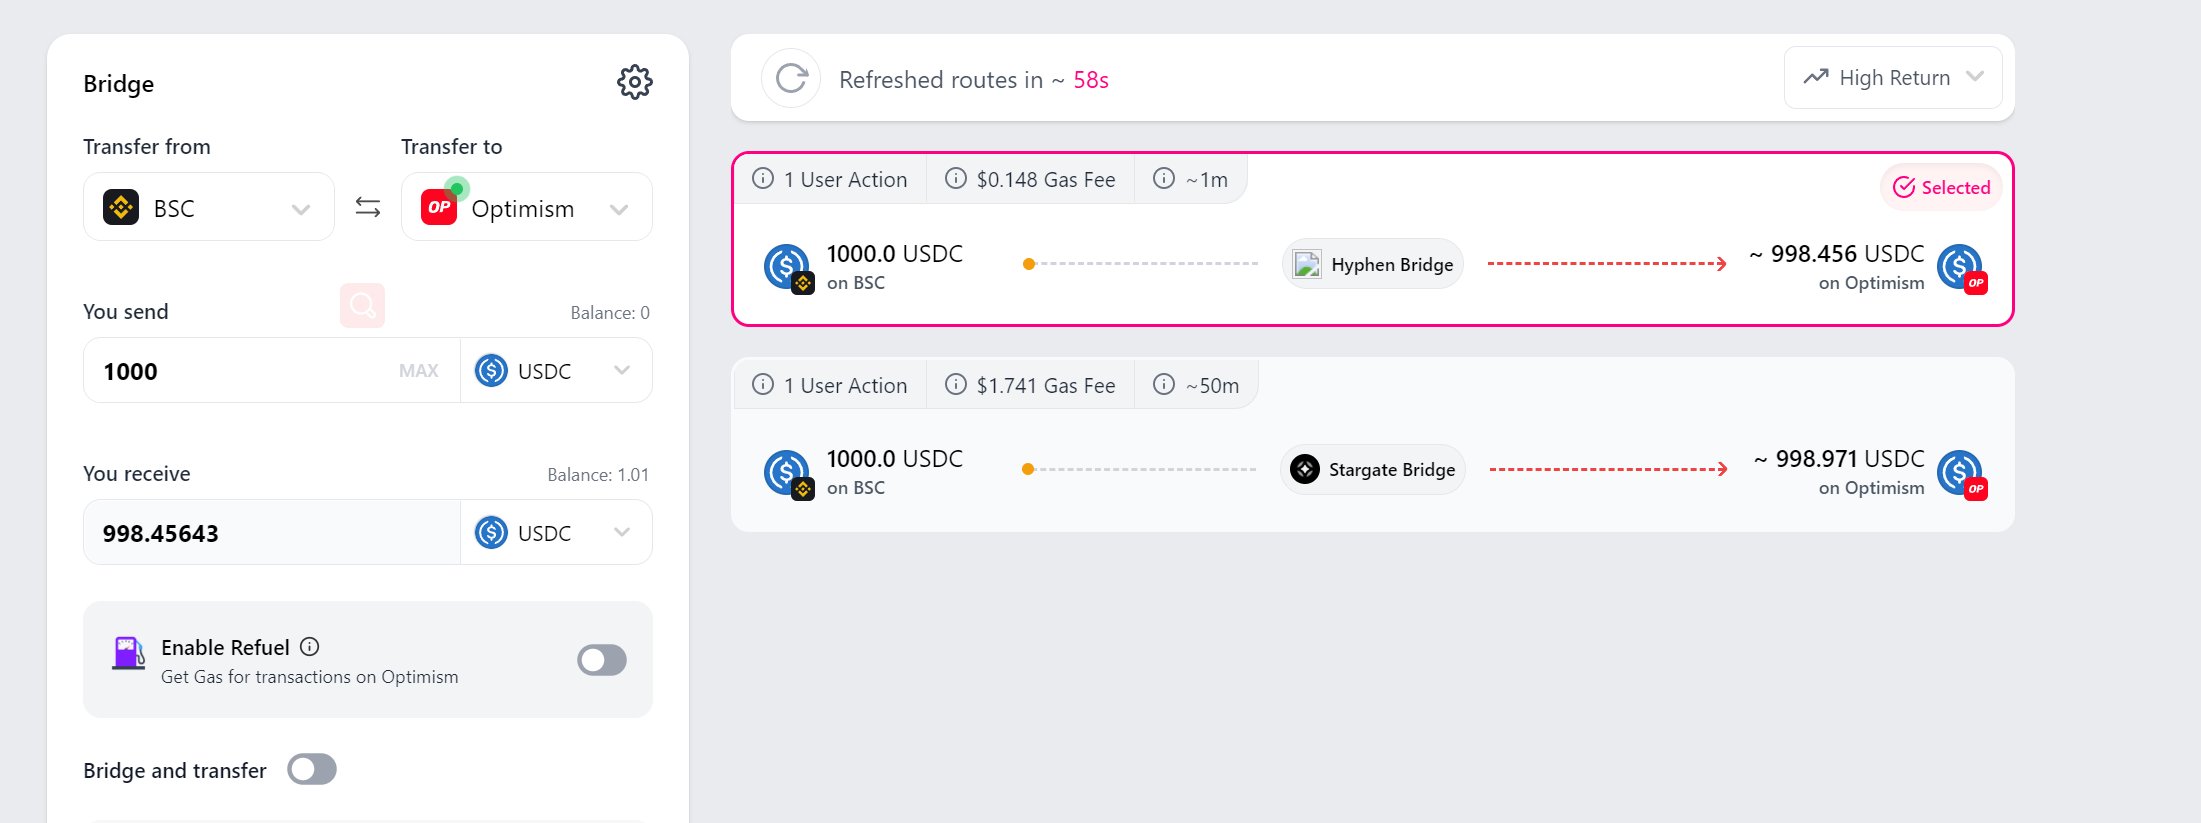 Bridge
Transfer from
Transfer to
BSC
OP
Optimism
You send
Balance: 0
1000
MAX
USDC
You receive
Balance: 1.01
998.45643
USDC
Enable Refuel
Get Gas for transactions on Optimism
Bridge and transfer
Refreshed routes in ~ 58s
High Return
1 User Action
$0.148 Gas Fee
~1m
Selected
1000.0 USDC
on BSC
Hyphen Bridge
~ 998.456 USDC
on Optimism
OP
1 User Action
$1.741 Gas Fee
~50m
1000.0 USDC
on BSC
Stargate Bridge
~ 998.971 USDC
on Optimism
OP